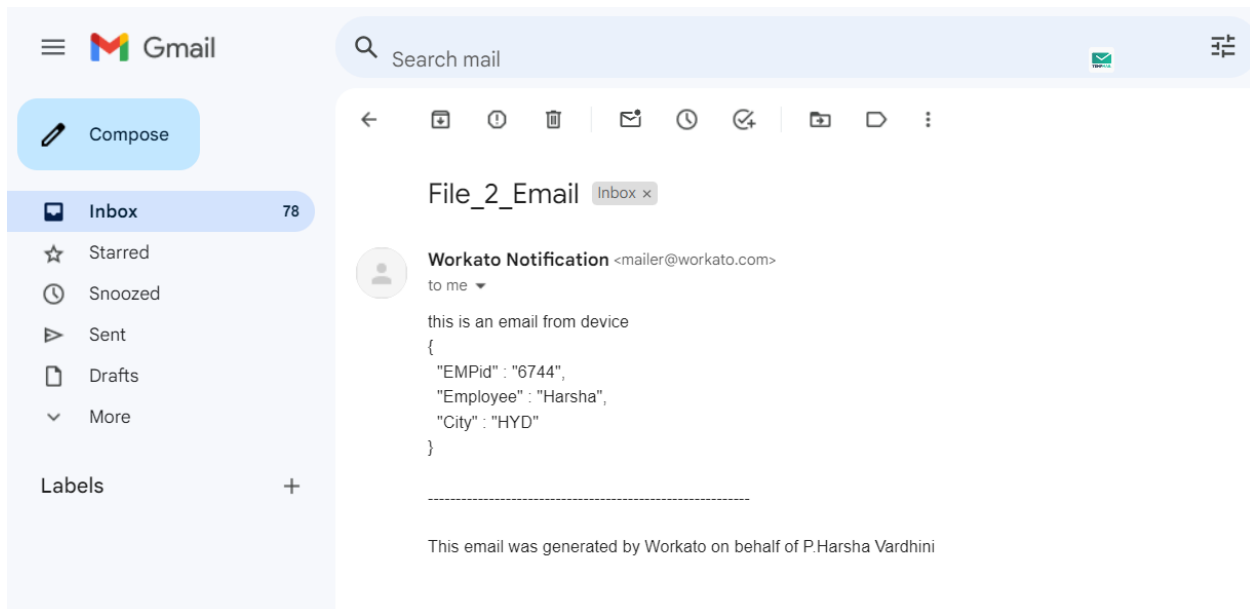 Gmail
Search mail
Compose
Inbox 78
Starred
Snoozed
Sent
Drafts
More
Labels
File_2_Email Inbox ×
Workato Notification <mailer@workato.com>
to me
this is an email from device
{
"EMPid" : "6744",
"Employee" : "Harsha",
"City" : "HYD"
}
----------------------------------------------------------
This email was generated by Workato on behalf of P.Harsha Vardhini